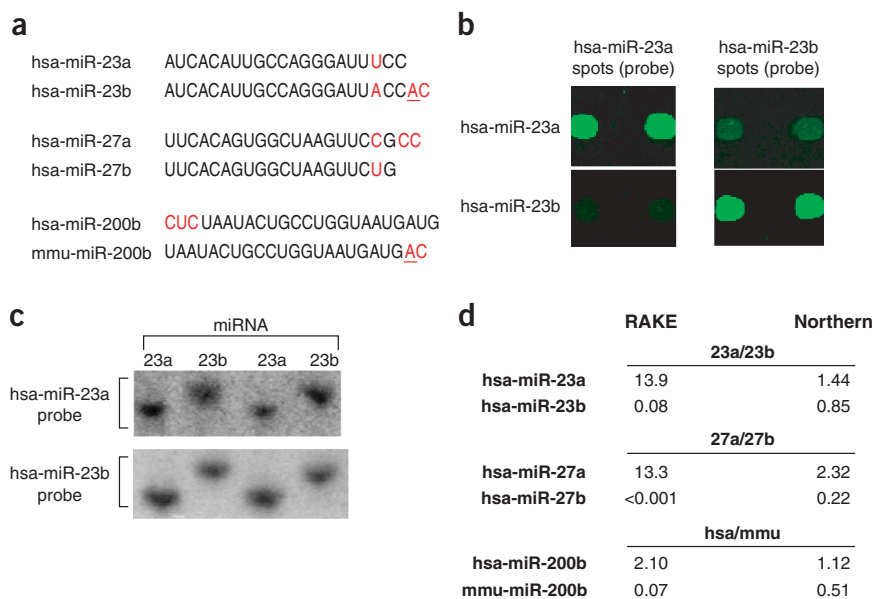 a
hsa-miR-23a AUCACAUUGCCAGGGAUUUCC
hsa-miR-23b AUCACAUUGCCAGGGAUUACCAC
hsa-miR-27a UUCACAGUGGCUAAGUUCCGCC
hsa-miR-27b UUCACAGUGGCUAAGUUCUG
hsa-miR-200b CUCUAAUACUGCCUGGUAAUGAUG
mmu-miR-200b UAAUACUGCCUGGUAAUGAUGAC
b
hsa-miR-23a spots (probe)
hsa-miR-23b spots (probe)
hsa-miR-23a
hsa-miR-23b
c
miRNA
23a 23b 23a 23b
hsa-miR-23a probe
hsa-miR-23b probe
d
RAKE Northern
23a/23b
hsa-miR-23a 13.9 1.44
hsa-miR-23b 0.08 0.85
27a/27b
hsa-miR-27a 13.3 2.32
hsa-miR-27b <0.001 0.22
hsa/mmu
hsa-miR-200b 2.10 1.12
mmu-miR-200b 0.07 0.51